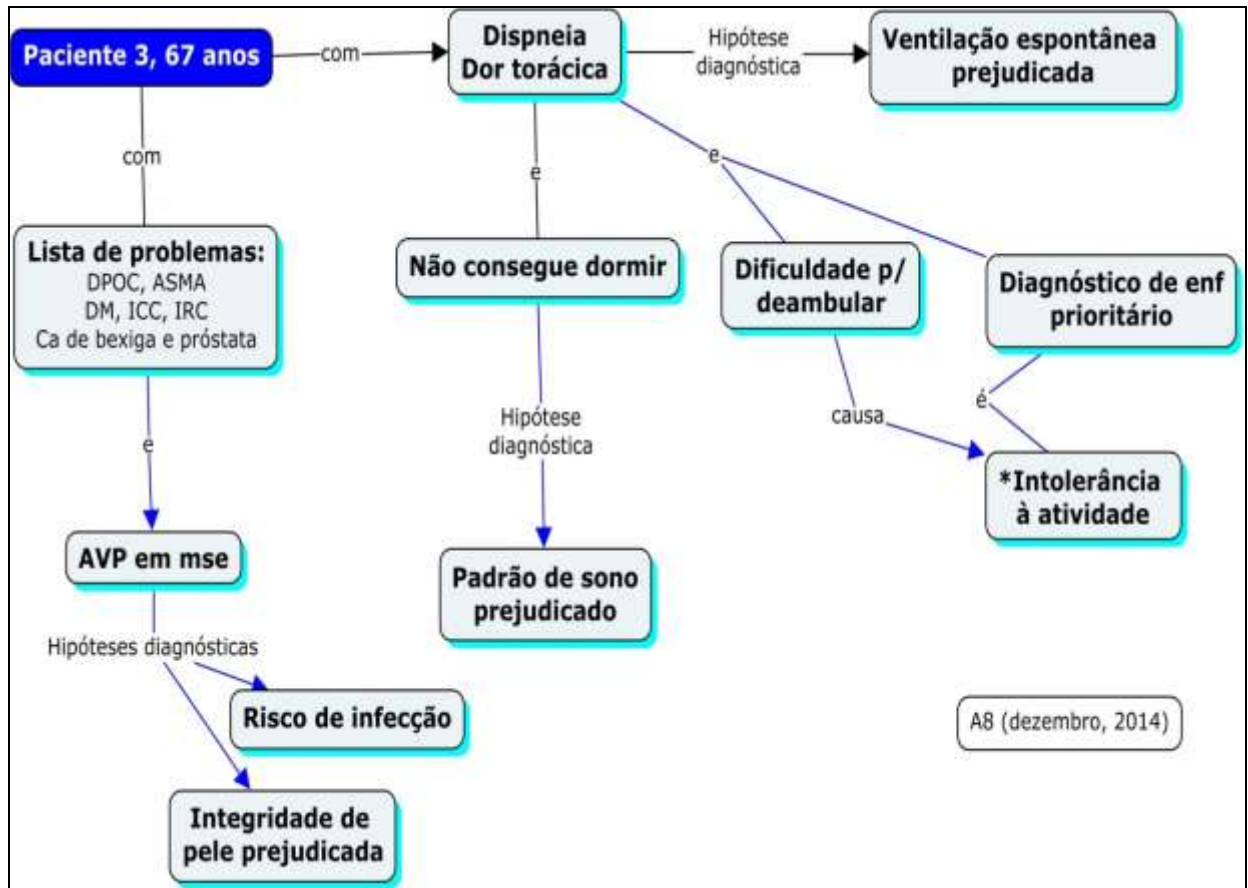 Paciente 3, 67 anos
com
Dispneia
Dor torácica
Hipótese
diagnóstica
Ventilação espontânea
prejudicada
com
e
e
Lista de problemas:
DPOC, ASMA
DM, ICC, IRC
Ca de bexiga e próstata
Não consegue dormir
Dificuldade p/
deambular
Diagnóstico de enf
prioritário
e
Hipótese
diagnóstica
causa
é
*Intolerância
à atividade
AVP em mse
Padrão de sono
prejudicado
Hipóteses diagnósticas
Risco de infecção
A8 (dezembro, 2014)
Integridade de
pele prejudicada